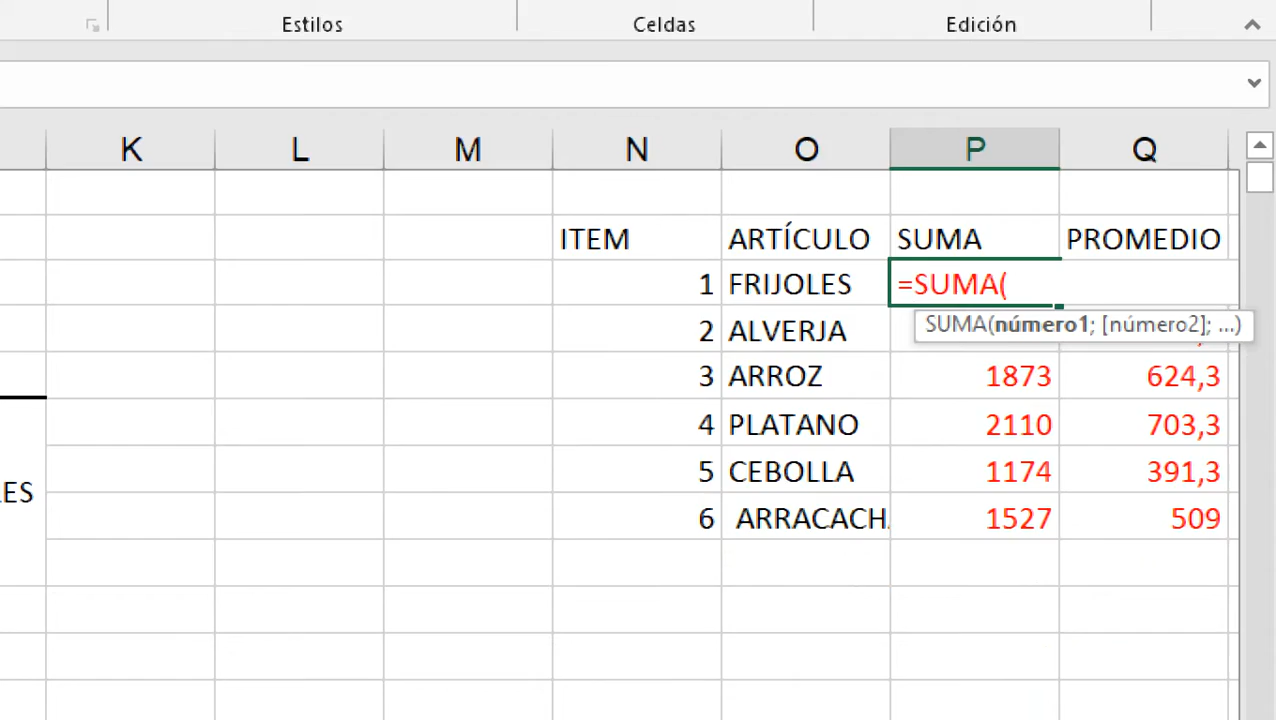 Estilos Celdas Edición
K L M N O P Q
ITEM ARTÍCULO SUMA PROMEDIO
1 FRIJOLES =SUMA(
SUMA(número1; [número2]; ...)
2 ALVERJA
3 ARROZ 1873 624,3
4 PLATANO 2110 703,3
5 CEBOLLA 1174 391,3
ES
6 ARRACACH
1527 509